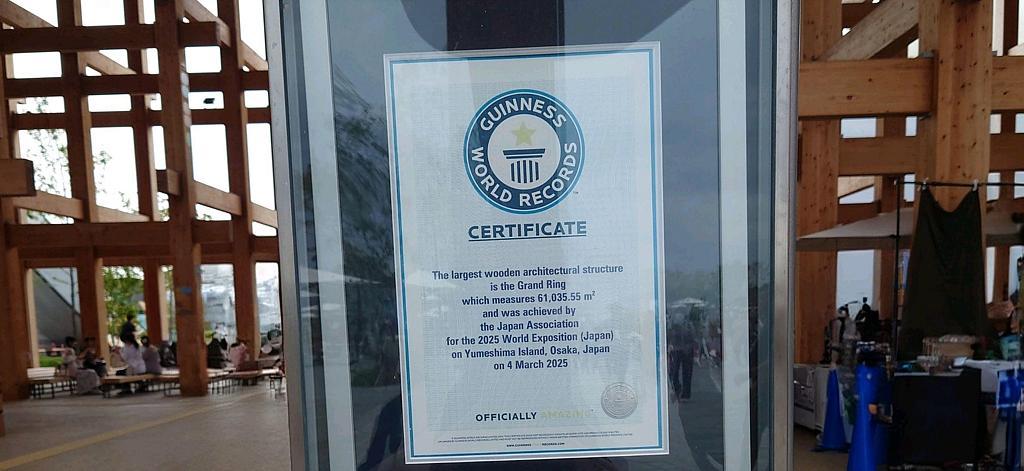 GUINNESS
WORLD RECORDS
CERTIFICATE
The largest wooden architectural structure
is the Grand Ring
which measures 61,035.55 m²
and was achieved by
the Japan Association
for the 2025 World Exposition (Japan)
on Yumeshima Island, Osaka, Japan
on 4 March 2025
OFFICIALLY AMAZING